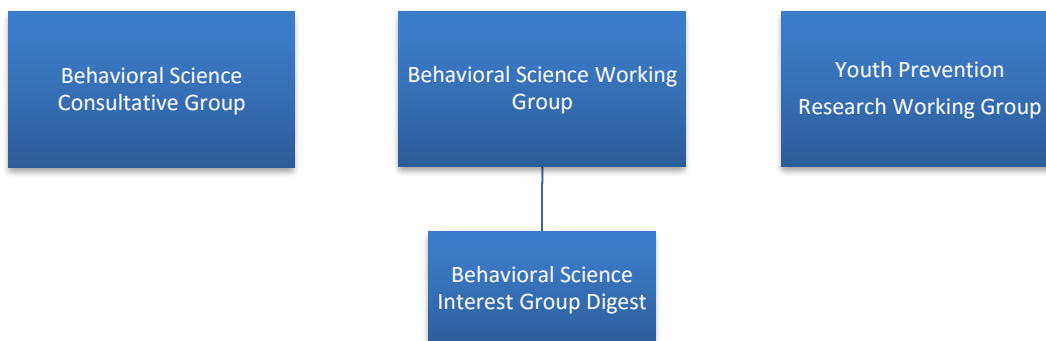 Behavioral Science
Consultative Group
Behavioral Science Working
Group
Youth Prevention
Research Working Group
Behavioral Science
Interest Group Digest